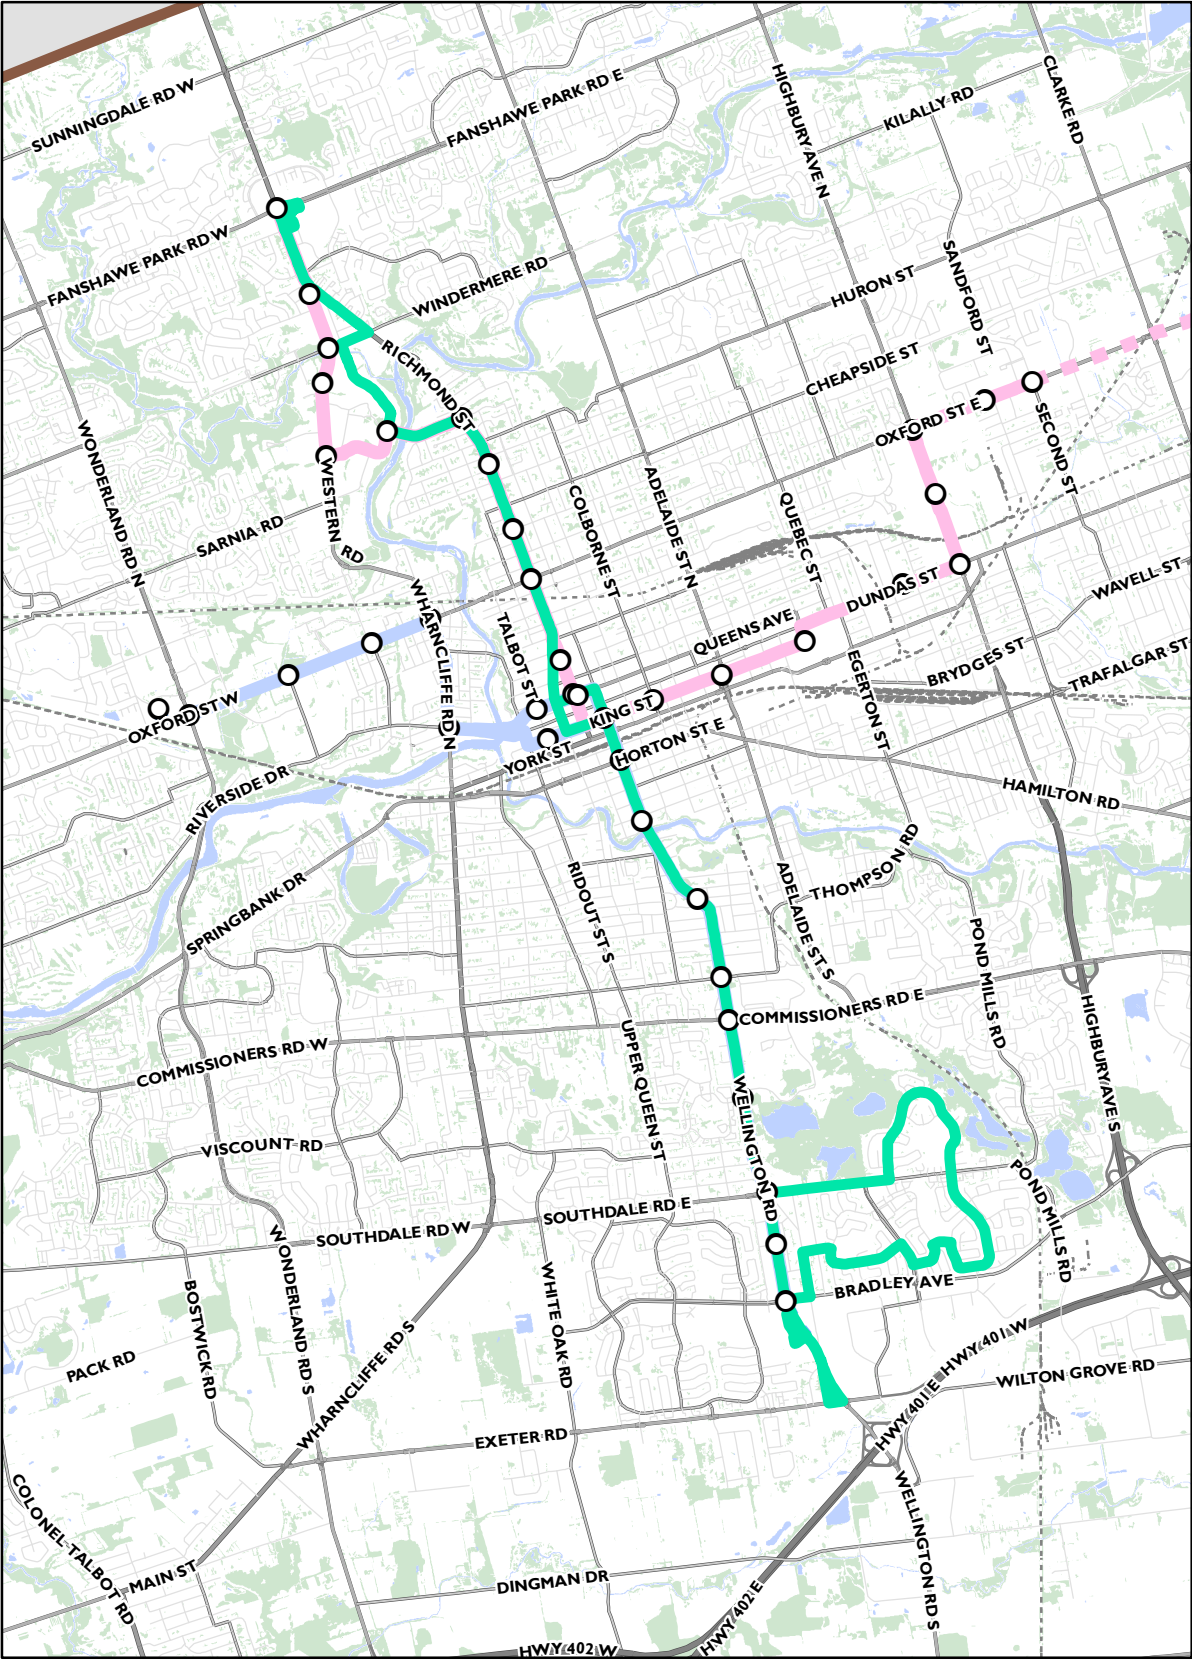 SUNNINGDALE RD W
FANSHAWE PARK RD E
HIGHBURY AVE N
KILALLY RD
CLARKE RD
FANSHAWE PARK RD W
WINDERMERE RD
HURON ST
SANDFORD ST
RICHMOND ST
CHEAPSIDE ST
OXFORD ST E
SECOND ST
WONDERLAND RD N
WESTERN RD
SARNIA RD
COLBORNE ST
ADELAIDE ST N
QUEBEC ST
WHARNCLIFFE RD N
TALBOT ST
QUEENS AVE
DUNDAS ST
WAVELL ST
BRYDGES ST
TRAFALGAR ST
EGERTON ST
OXFORD ST W
KING ST
YORK ST
HORTON ST E
RIVERSIDE DR
HAMILTON RD
SPRINGBANK DR
RIDOUT ST S
ADELAIDE ST S
THOMPSON RD
POND MILLS RD
HIGHBURY AVE S
COMMISSIONERS RD E
COMMISSIONERS RD W
UPPER QUEEN ST
WELLINGTON RD
VISCOUNT RD
POND MILLS RD
SOUTHDALE RD E
SOUTHDALE RD W
WONDERLAND RD S
BOSTWICK RD
WHITE OAK RD
BRADLEY AVE
PACK RD
WHARNCLIFFE RD S
HWY 401 W
HWY 401 E
WILTON GROVE RD
EXETER RD
COLONEL TALBOT RD
MAIN ST
DINGMAN DR
WELLINGTON RD S
HWY 402 E
HWY 402 W